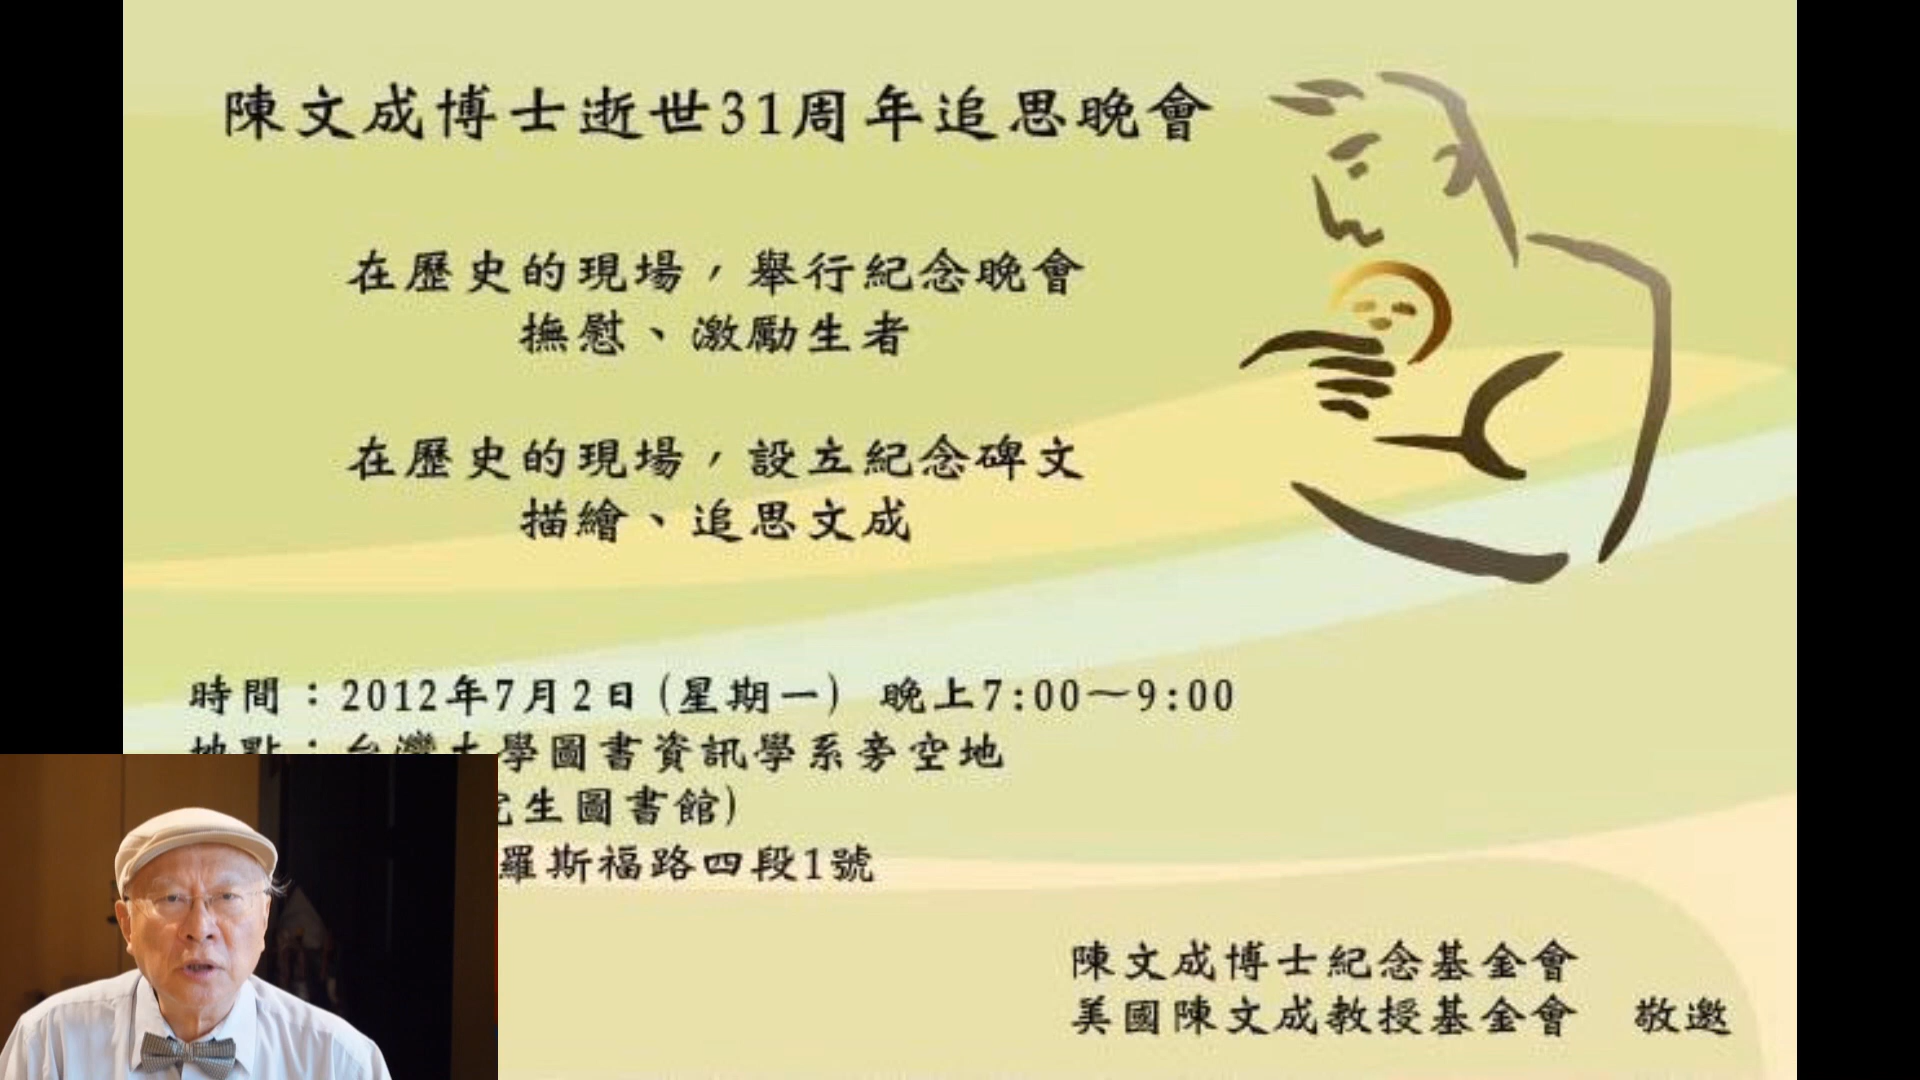 陳文成博士逝世31周年追思晚會
在歷史的現場，舉行紀念晚會
撫慰、激勵生者
在歷史的現場，設立紀念碑文
描繪、追思文成
時間：2012年7月2日(星期一) 晚上7:00～9:00
地點：台灣大學圖書資訊學系旁空地
生圖書館)
羅斯福路四段1號
陳文成博士紀念基金會
美國陳文成教授基金會 敬邀